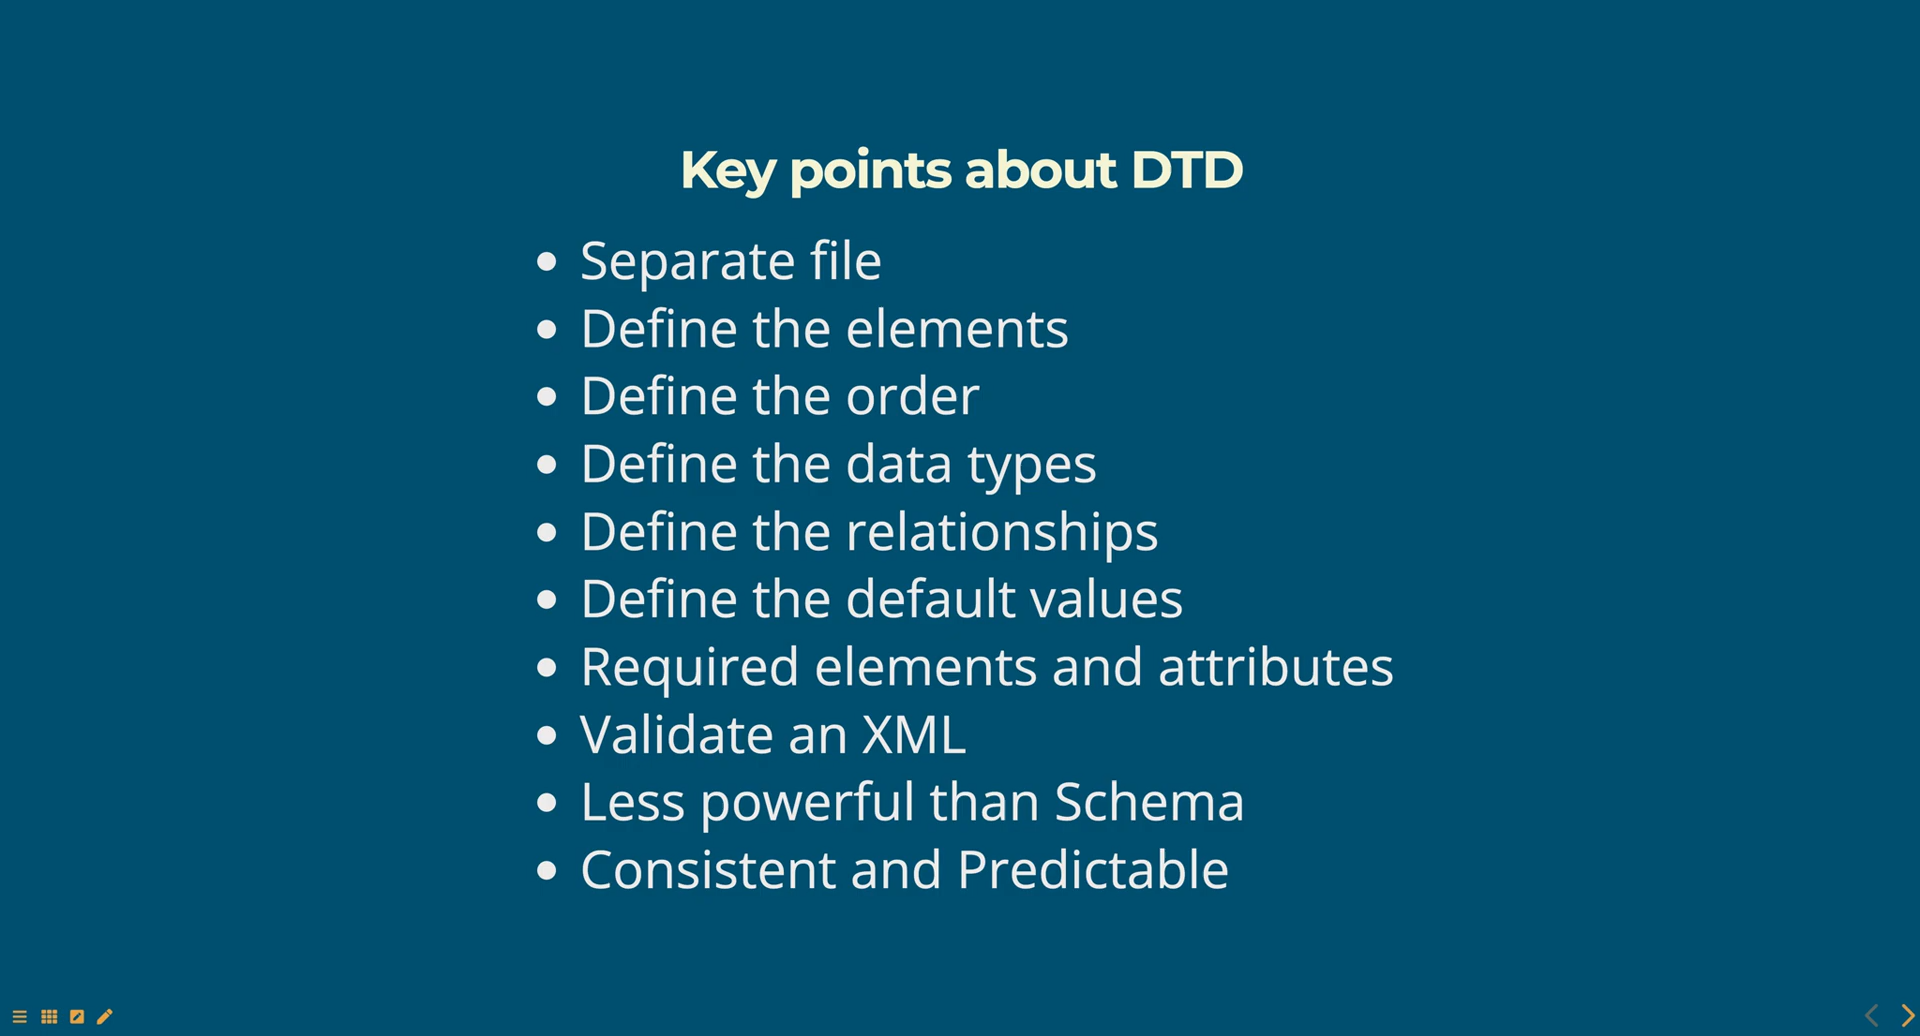 Key points about DTD
Separate file
Define the elements
Define the order
Define the data types
Define the relationships
Define the default values
Required elements and attributes
Validate an XML
Less powerful than Schema
Consistent and Predictable